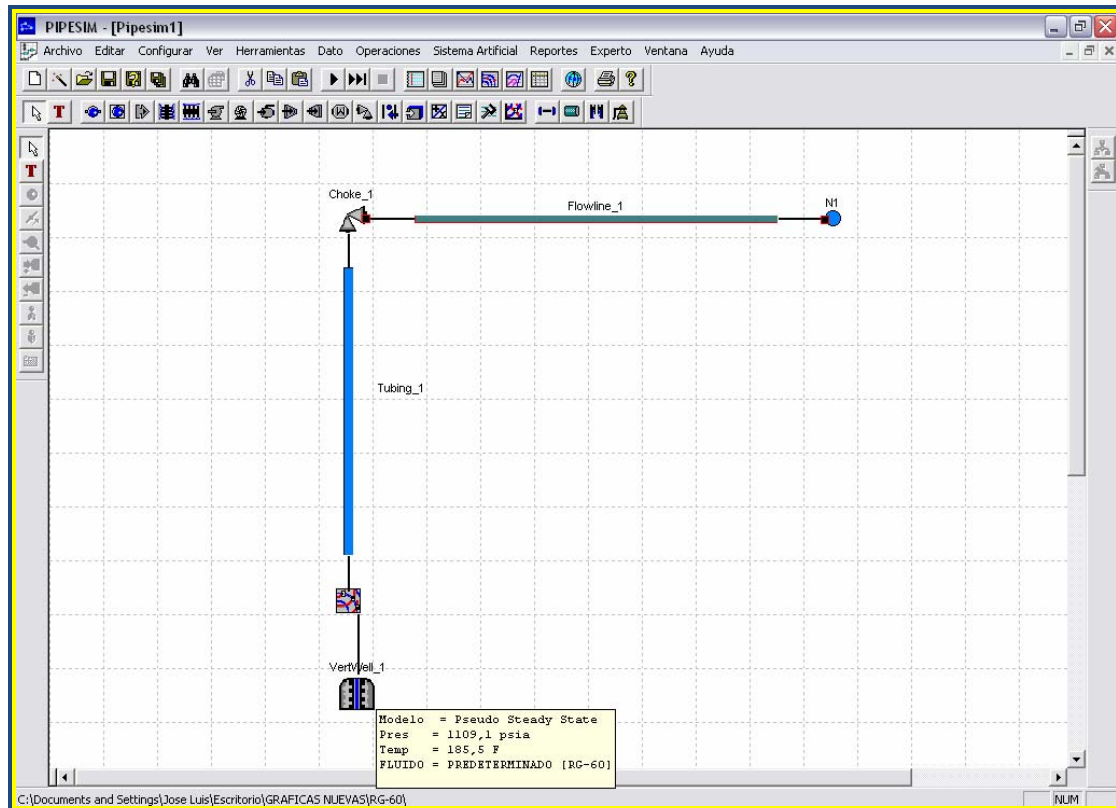 PIPESIM - [Pipesim1]
Archivo Editar Configurar Ver Herramientas Dato Operaciones Sistema Artificial Reportes Experto Ventana Ayuda
T
T
Choke_1
Flowline_1
N1
Tubing_1
VertWell_1
Modelo = Pseudo Steady State
Pres = 1109,1 psia
Temp = 185,5 F
FLUIDO = PREDETERMINADO [RG-60]
C:\Documents and Settings\Jose Luis\Escritorio\GRAFICAS NUEVAS\RG-60\
NUM